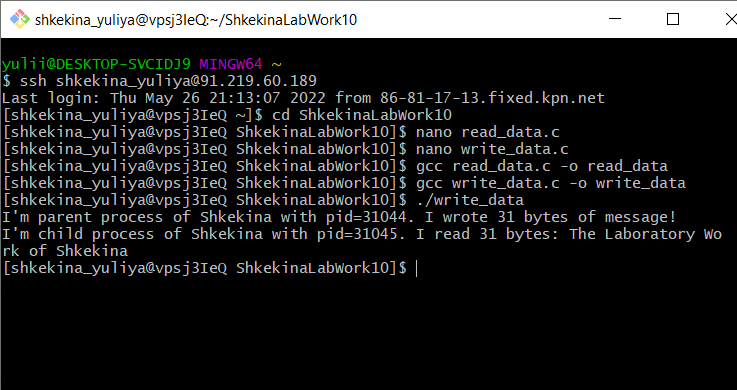 shkekina_yuliya@vpsj3IeQ:~/ShkekinaLabWork10
yulii@DESKTOP-SVCIDJ9 MINGW64 ~
$ ssh shkekina_yuliya@91.219.60.189
Last login: Thu May 26 21:13:07 2022 from 86-81-17-13.fixed.kpn.net
[shkekina_yuliya@vpsj3IeQ ~]$ cd ShkekinaLabWork10
[shkekina_yuliya@vpsj3IeQ ShkekinaLabWork10]$ nano read_data.c
[shkekina_yuliya@vpsj3IeQ ShkekinaLabWork10]$ nano write_data.c
[shkekina_yuliya@vpsj3IeQ ShkekinaLabWork10]$ gcc read_data.c -o read_data
[shkekina_yuliya@vpsj3IeQ ShkekinaLabWork10]$ gcc write_data.c -o write_data
[shkekina_yuliya@vpsj3IeQ ShkekinaLabWork10]$ ./write_data
I'm parent process of Shkekina with pid=31044. I wrote 31 bytes of message!
I'm child process of Shkekina with pid=31045. I read 31 bytes: The Laboratory Wo
rk of Shkekina
[shkekina_yuliya@vpsj3IeQ ShkekinaLabWork10]$